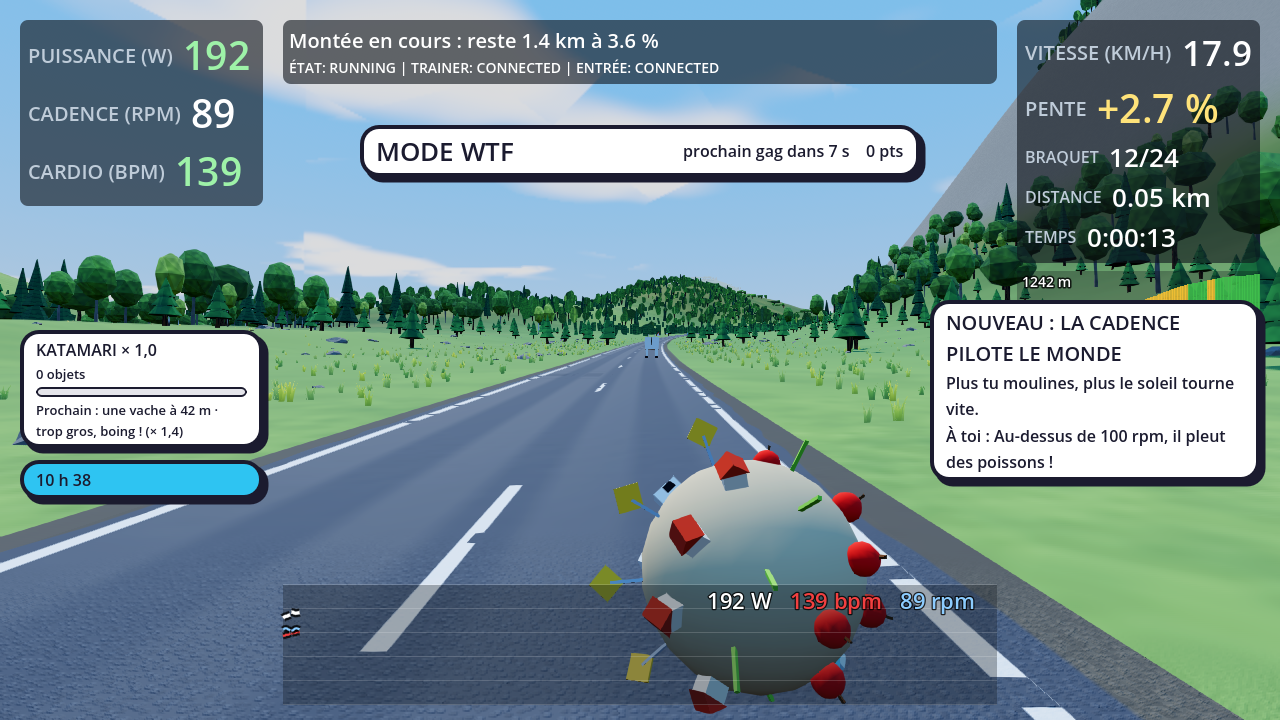 PUISSANCE (W) 192
CADENCE (RPM) 89
CARDIO (BPM) 139
Montée en cours : reste 1.4 km à 3.6 %
ÉTAT: RUNNING | TRAINER: CONNECTED | ENTRÉE: CONNECTED
MODE WTF prochain gag dans 7 s 0 pts
VITESSE (KM/H) 17.9
PENTE +2.7 %
BRAQUET 12/24
DISTANCE 0.05 km
TEMPS 0:00:13
1242 m
KATAMARI × 1,0
0 objets
Prochain : une vache à 42 m ·
trop gros, boing ! (× 1,4)
10 h 38
NOUVEAU : LA CADENCE
PILOTE LE MONDE
Plus tu moulines, plus le soleil tourne
vite.
À toi : Au-dessus de 100 rpm, il pleut
des poissons !
192 W 139 bpm 89 rpm